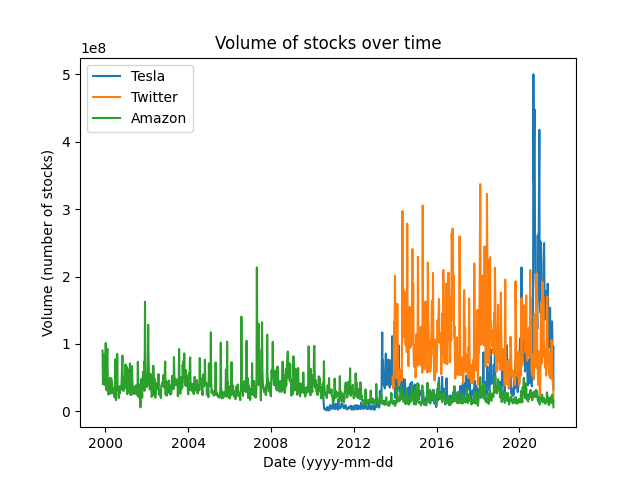 Volume of stocks over time
1e8
5
4
3
2
1
0
Volume (number of stocks)
Tesla
Twitter
Amazon
2000 2004 2008 2012 2016 2020
Date (yyyy-mm-dd